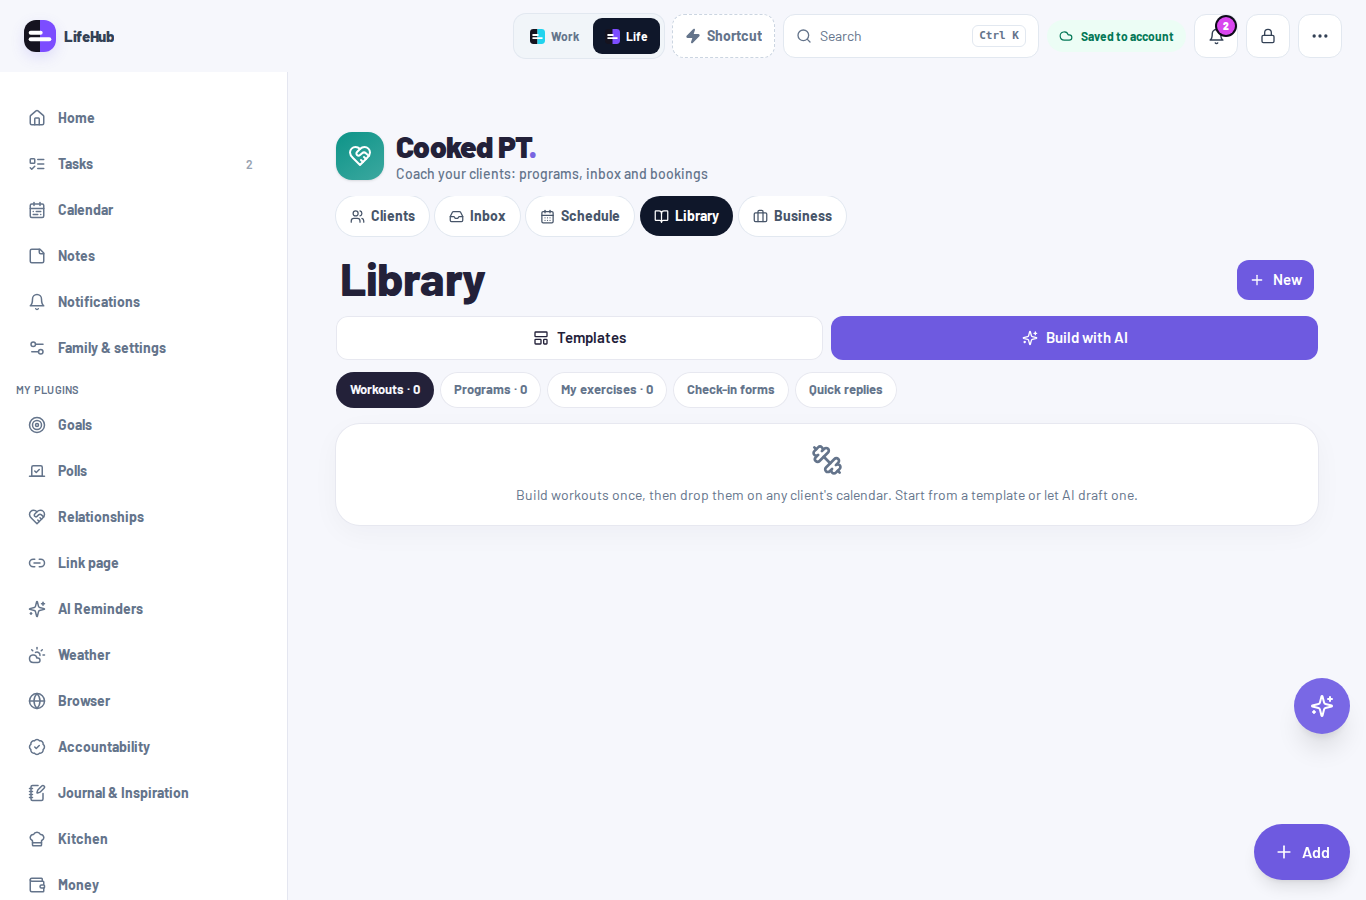 LifeHub
Work
Life
Shortcut
Search
Ctrl K
Saved to account
2
Home
Tasks
2
Calendar
Notes
Notifications
Family & settings
MY PLUGINS
Goals
Polls
Relationships
Link page
AI Reminders
Weather
Browser
Accountability
Journal & Inspiration
Kitchen
Money
Cooked PT.
Coach your clients: programs, inbox and bookings
Clients
Inbox
Schedule
Library
Business
Library
New
Templates
Build with AI
Workouts · 0
Programs · 0
My exercises · 0
Check-in forms
Quick replies
Build workouts once, then drop them on any client's calendar. Start from a template or let AI draft one.
Add